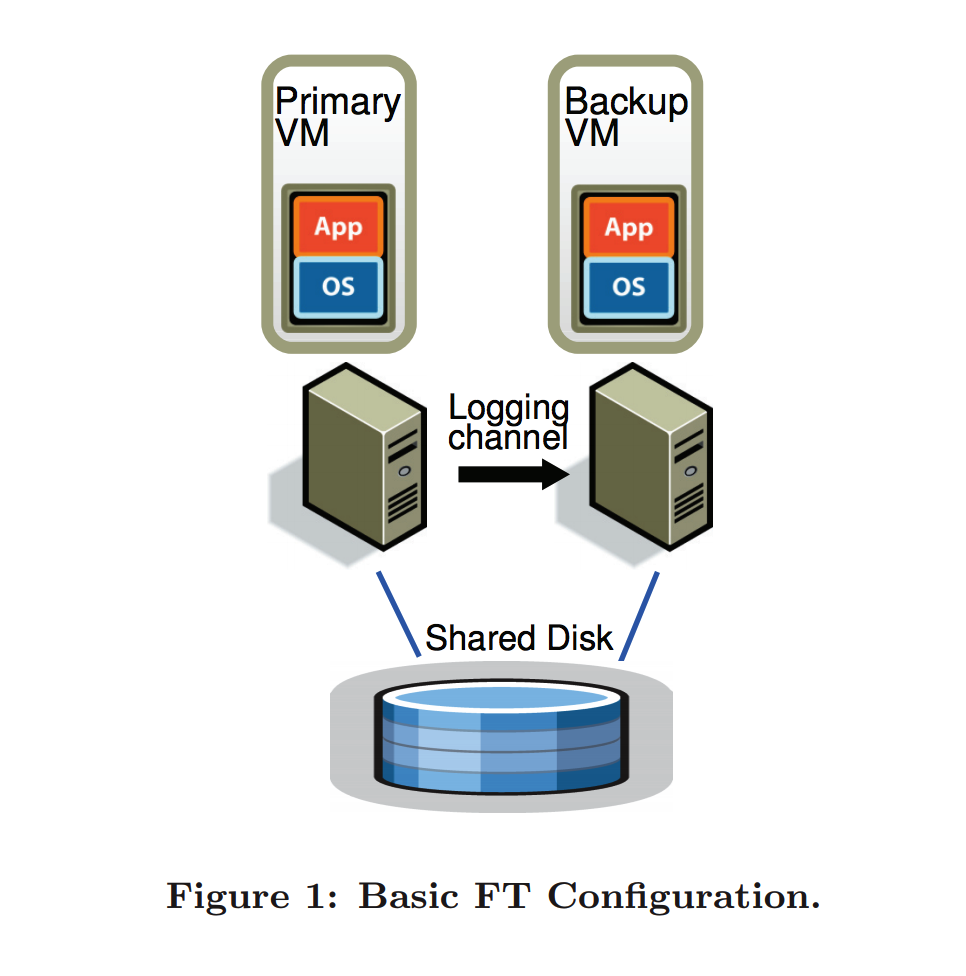 Primary
VM
Backup
VM
App
OS
App
OS
Logging
channel
Shared Disk
Figure 1: Basic FT Configuration.